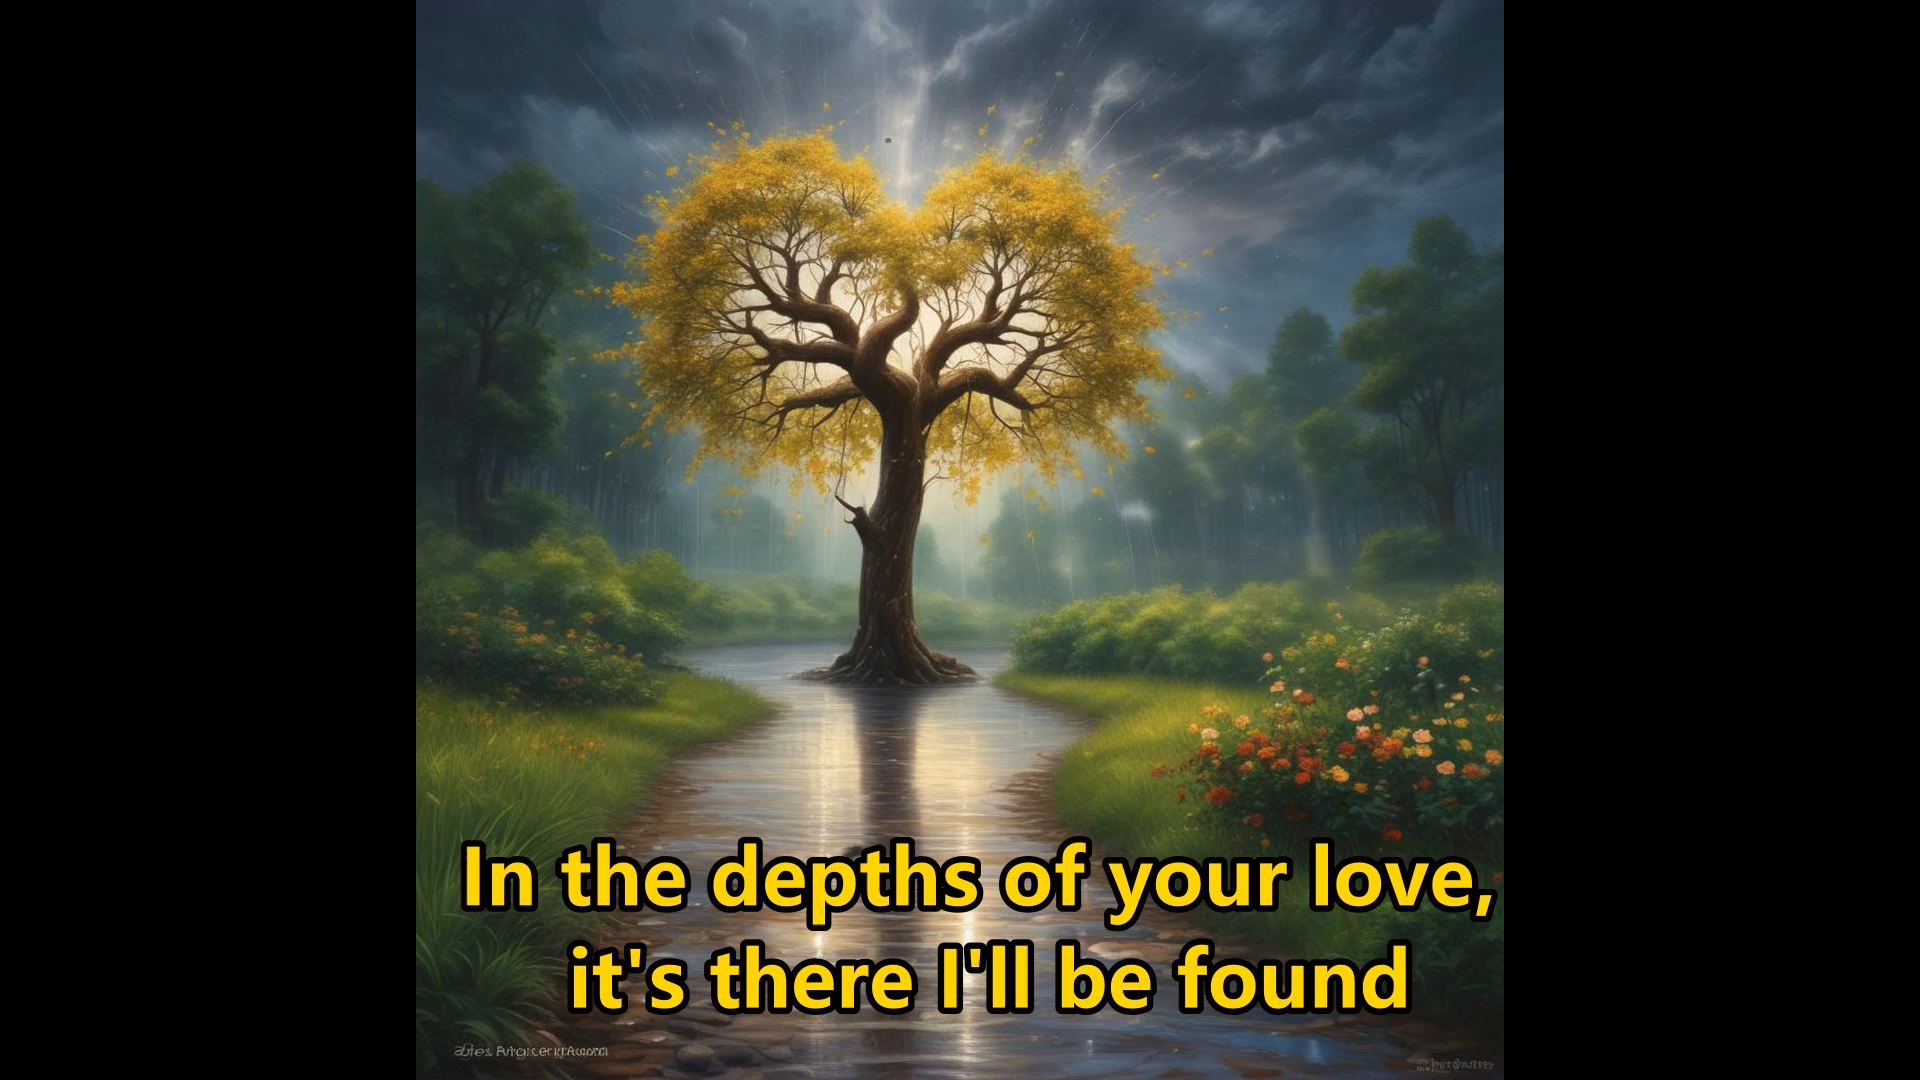 In the depths of your love,
it's there I'll be found